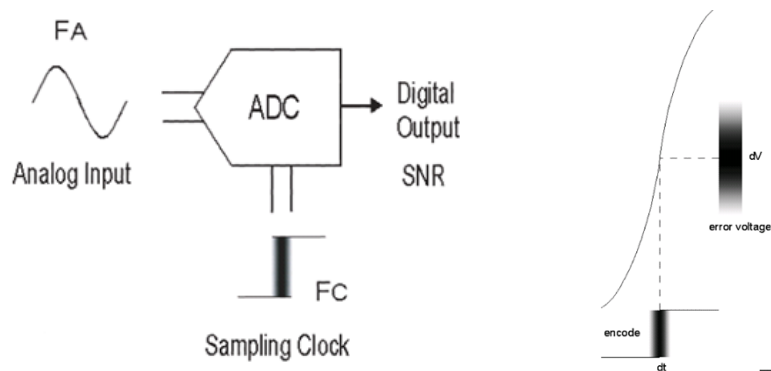 FA
Analog Input
ADC
Digital
Output
SNR
FC
Sampling Clock
dV
error voltage
encode
dt